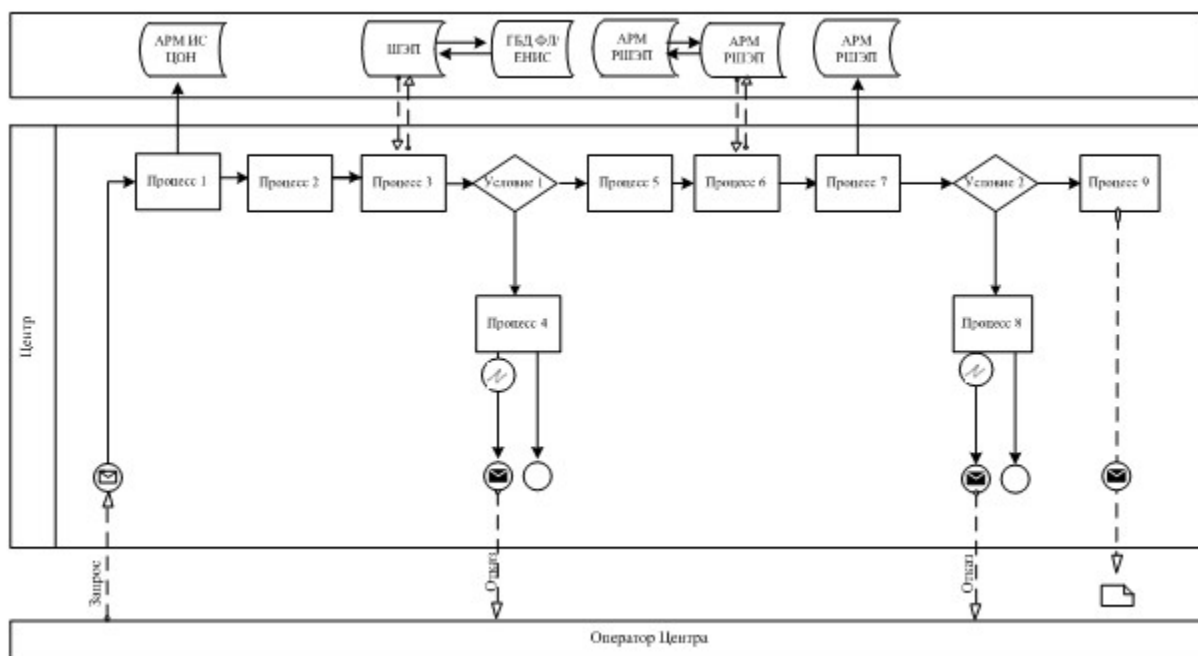 АРМ ИС
ЦОН
ШЭП
ГБД ФЛ/
ЕНИС
АРМ
РШЭП
АРМ
РШЭП
АРМ
РШЭП
Процесс 1
Процесс 2
Процесс 3
Условие 1
Процесс 5
Процесс 6
Процесс 7
Условие 2
Процесс 9
Процесс 4
Процесс 8
Центр
Запрос
Отказ
Отказ
Оператор Центра